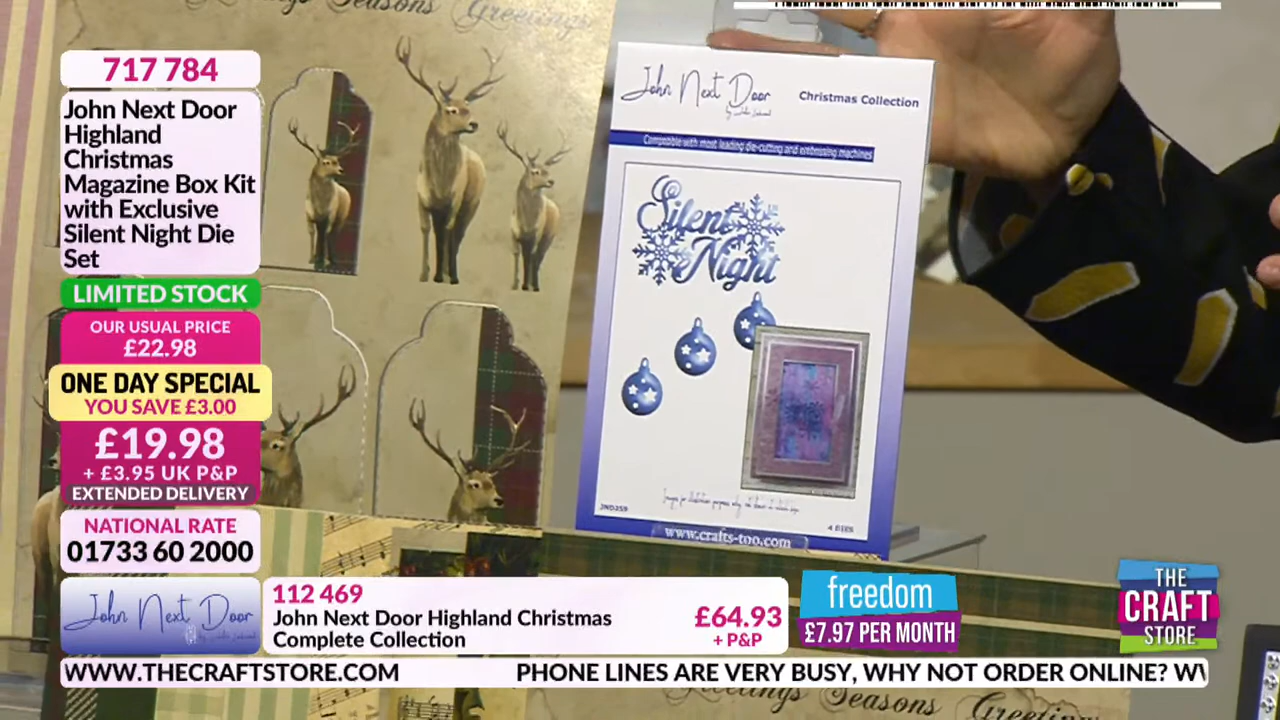 Seasons Greetings
717 784
John Next Door
Highland
Christmas
Magazine Box Kit
with Exclusive
Silent Night Die
Set
LIMITED STOCK
OUR USUAL PRICE
£22.98
ONE DAY SPECIAL
YOU SAVE £3.00
£19.98
+ £3.95 UK P&P
EXTENDED DELIVERY
NATIONAL RATE
01733 60 2000
John Next Door
Christmas Collection
Compatible with most leading die-cutting and embossing machines
Silent
Night
JND259
4 DIES
www.crafts-too.com
John Next Door
112 469
John Next Door Highland Christmas
Complete Collection
£64.93
+ P&P
freedom
£7.97 PER MONTH
THE
CRAFT
STORE
WWW.THECRAFTSTORE.COM
PHONE LINES ARE VERY BUSY, WHY NOT ORDER ONLINE?
Greetings Seasons Greetings